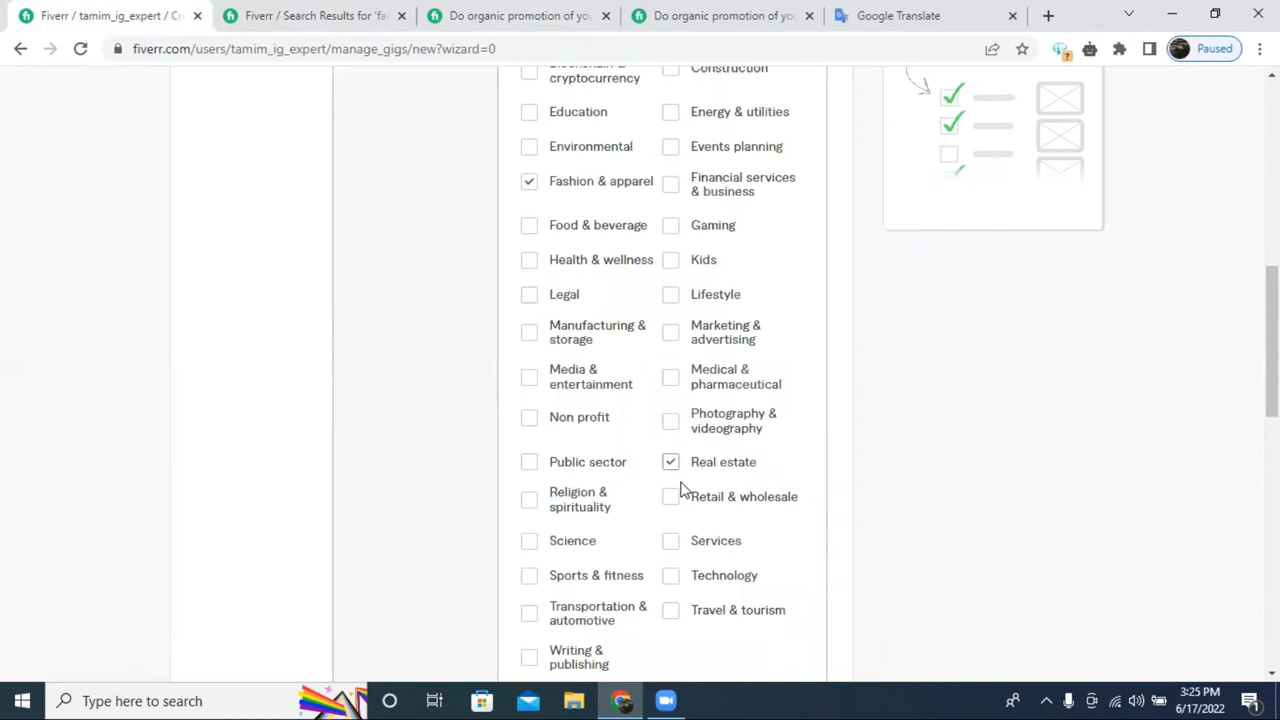 Fiverr / tamim_ig_expert / Cr
Fiverr / Search Results for 'fa
Do organic promotion of you
Do organic promotion of you
Google Translate
fiverr.com/users/tamim_ig_expert/manage_gigs/new?wizard=0
Paused
cryptocurrency
Construction
Education
Energy & utilities
Environmental
Events planning
Fashion & apparel
Financial services
& business
Food & beverage
Gaming
Health & wellness
Kids
Legal
Lifestyle
Manufacturing &
storage
Marketing &
advertising
Media &
entertainment
Medical &
pharmaceutical
Non profit
Photography &
videography
Public sector
Real estate
Religion &
spirituality
Retail & wholesale
Science
Services
Sports & fitness
Technology
Transportation &
automotive
Travel & tourism
Writing &
publishing
Type here to search
3:25 PM
6/17/2022
1